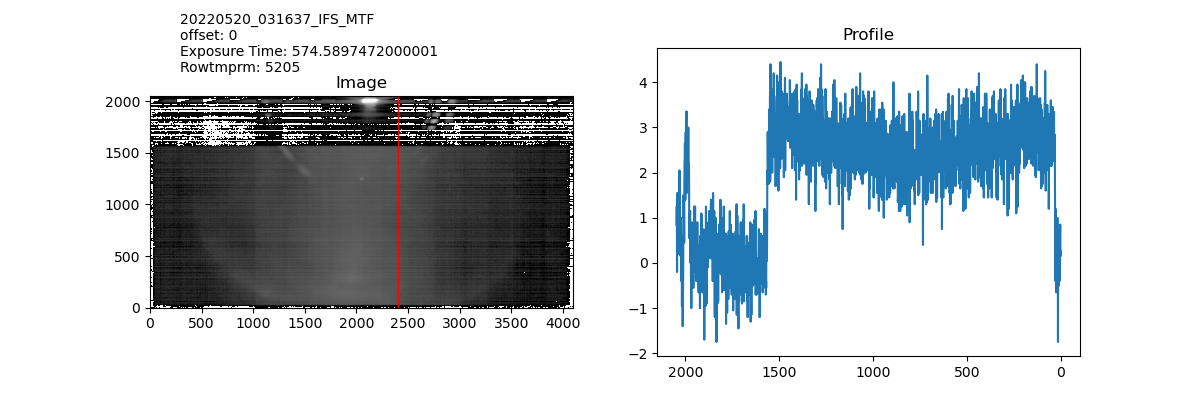 20220520_031637_IFS_MTF
offset: 0
Exposure Time: 574.5897472000001
Rowtmprm: 5205
Image
2000
1500
1000
500
0
0 500 1000 1500 2000 2500 3000 3500 4000
Profile
4
3
2
1
0
−1
−2
2000 1500 1000 500 0